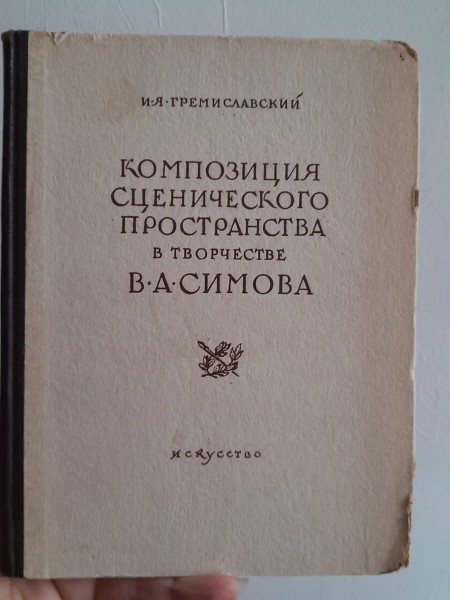 И·Я·ГРЕМИСЛАВСКИЙ
КОМПОЗИЦИЯ
СЦЕНИЧЕСКОГО
ПРОСТРАНСТВА
В ТВОРЧЕСТВЕ
В·А·СИМОВА
ИСКУССТВО